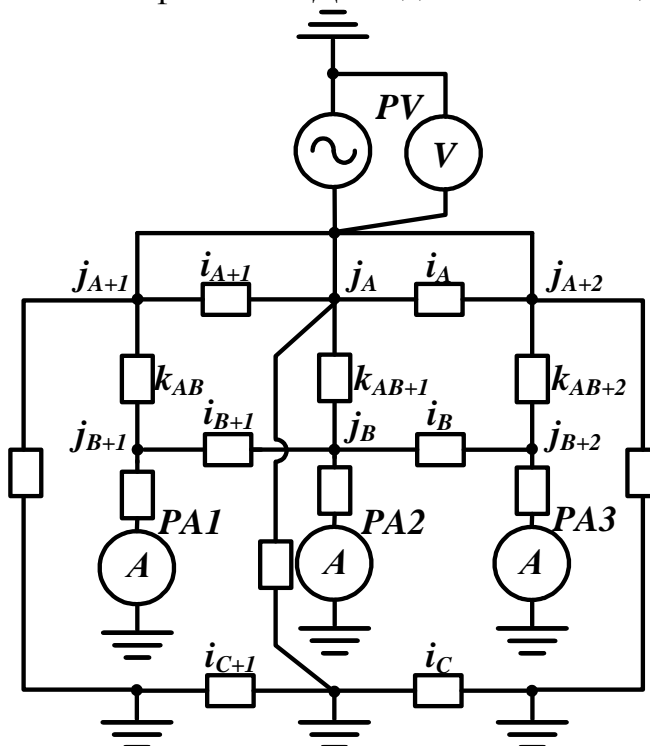 PV
V
j_{A+1} i_{A+1} j_A i_A j_{A+2}
k_{AB} k_{AB+1} k_{AB+2}
j_{B+1} i_{B+1} j_B i_B j_{B+2}
PA1 PA2 PA3
A A A
i_{C+1} i_C